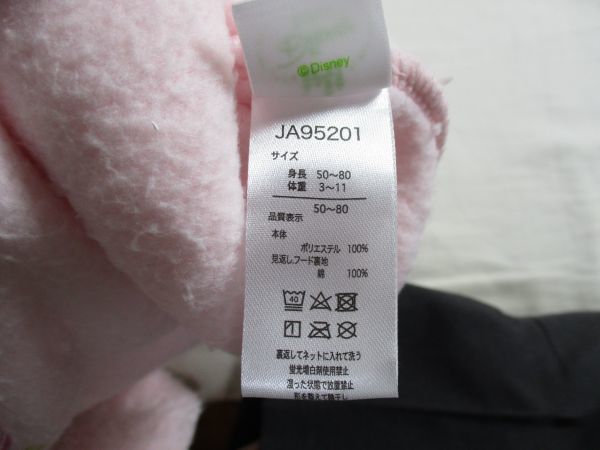 ©Disney
JA95201
サイズ
身長 50〜80
体重 3〜11
50〜80
品質表示
本体
ポリエステル 100%
見返し,フード裏地
綿 100%
40
裏返してネットに入れて洗う
蛍光増白剤使用禁止
湿った状態で放置禁止
形を整えて陰干し